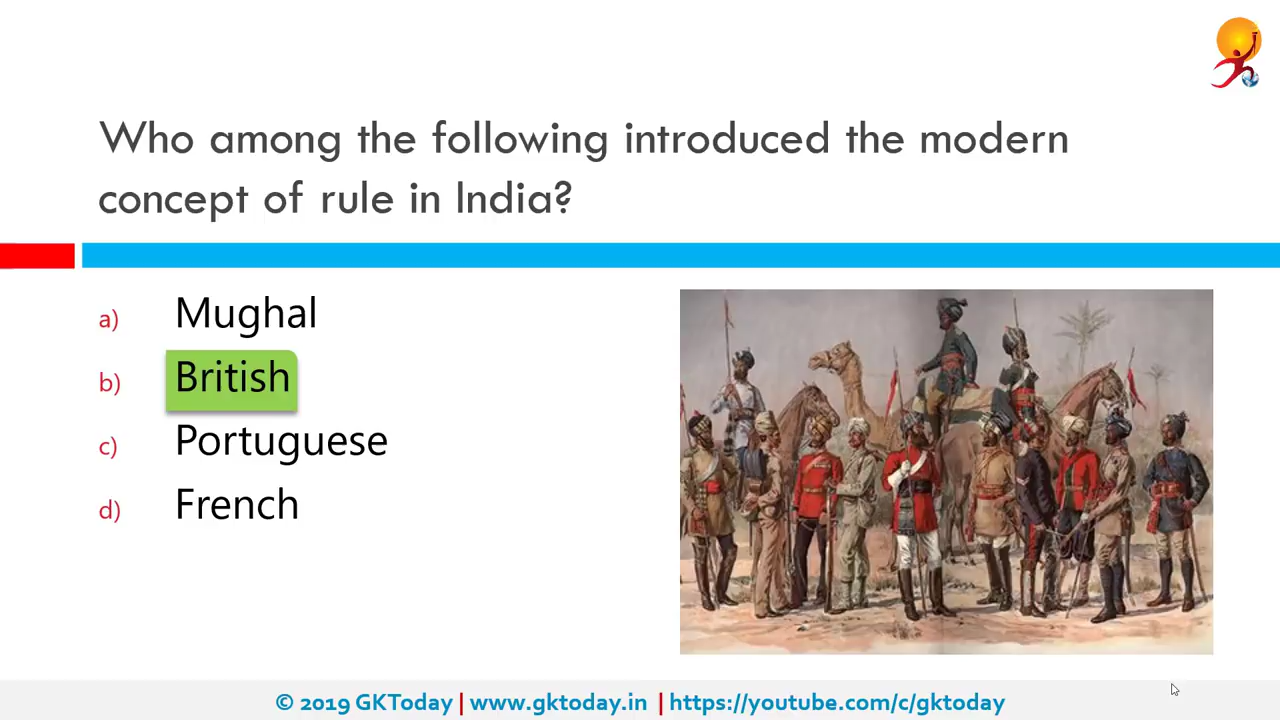 Who among the following introduced the modern
concept of rule in India?
a) Mughal
b) British
c) Portuguese
d) French
© 2019 GKToday | www.gktoday.in | https://youtube.com/c/gktoday